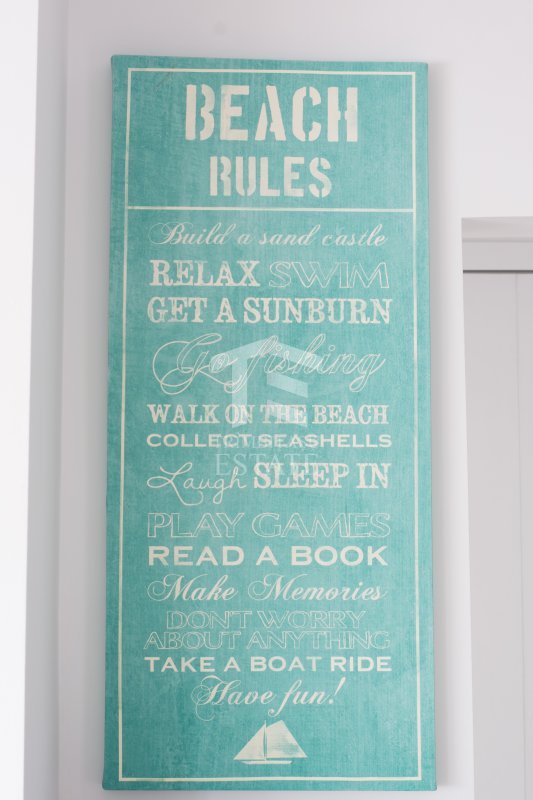 BEACH
RULES
Build a sand castle
RELAX SWIM
GET A SUNBURN
Go fishing
WALK ON THE BEACH
COLLECT SEASHELLS
ESTATE
Laugh SLEEP IN
PLAY GAMES
READ A BOOK
Make Memories
DON'T WORRY
ABOUT ANYTHING
TAKE A BOAT RIDE
Have fun!